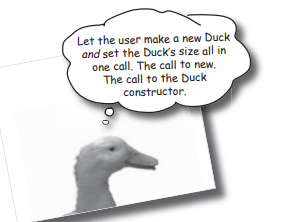 Let the user make a new Duck
and set the Duck's size all in
one call. The call to new.
The call to the Duck
constructor.